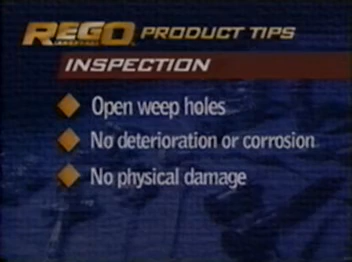 REGO PRODUCT TIPS
INSPECTION
Open weep holes
No deterioration or corrosion
No physical damage